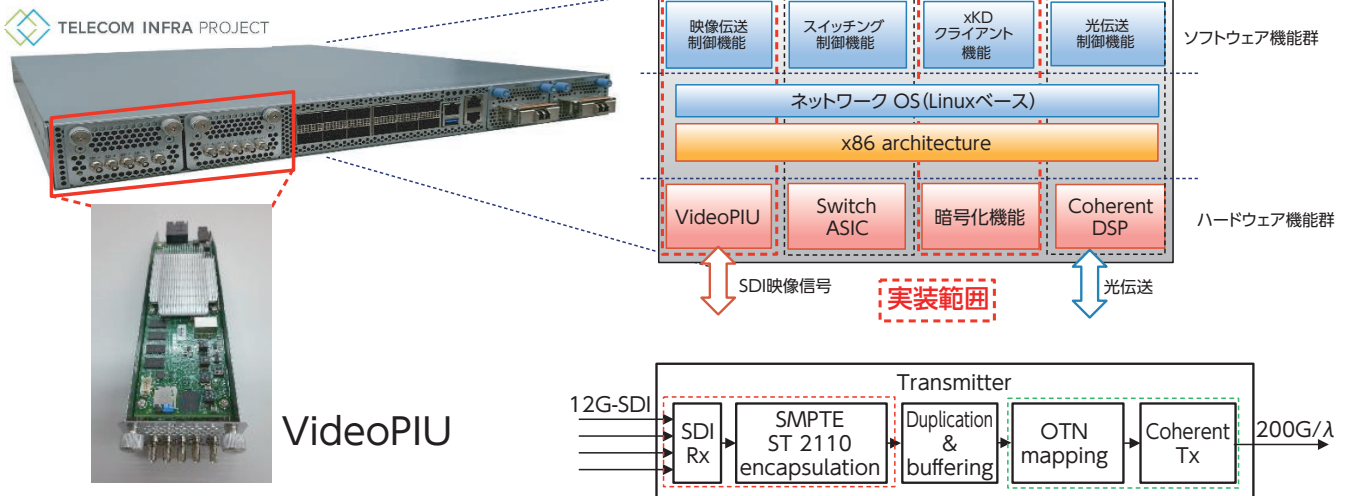 TELECOM INFRA PROJECT
映像伝送
制御機能
スイッチング
制御機能
xKD
クライアント
機能
光伝送
制御機能
ソフトウェア機能群
ネットワーク OS(Linuxベース)
x86 architecture
VideoPIU
Switch
ASIC
暗号化機能
Coherent
DSP
ハードウェア機能群
SDI映像信号
実装範囲
光伝送
VideoPIU
Transmitter
12G-SDI
SDI
Rx
SMPTE
ST 2110
encapsulation
Duplication
&
buffering
OTN
mapping
Coherent
Tx
200G/λ